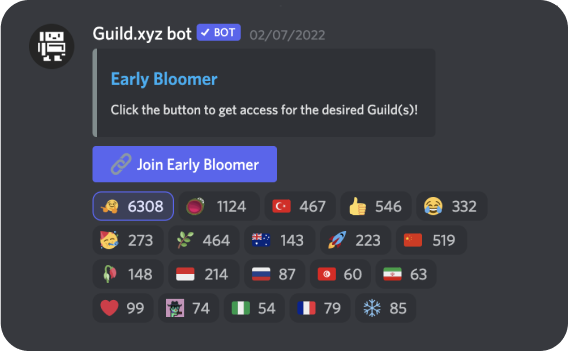 Guild.xyz bot ✓ BOT 02/07/2022
Early Bloomer
Click the button to get access for the desired Guild(s)!
Join Early Bloomer
6308 1124 467 546 332
273 464 143 223 519
148 214 87 60 63
99 74 54 79 85